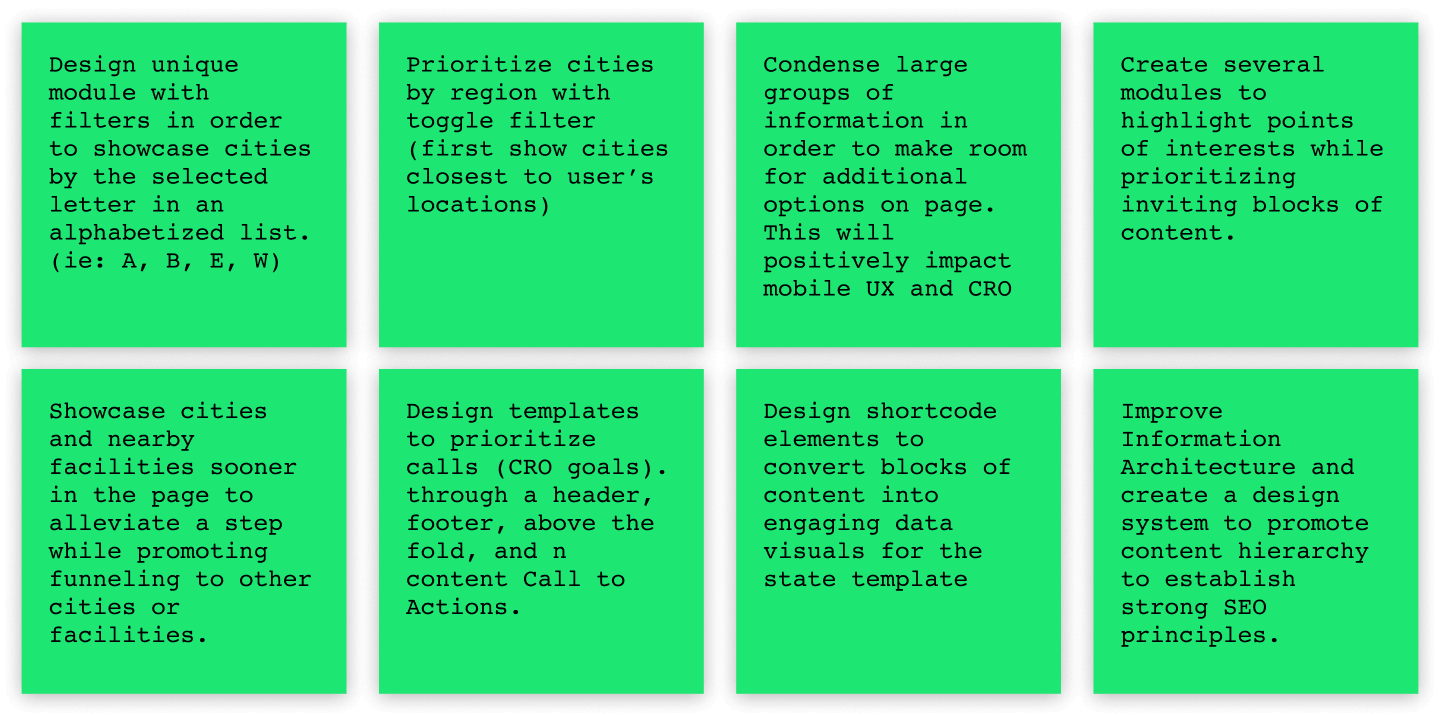 Design unique
module with
filters in order
to showcase cities
by the selected
letter in an
alphabetized list.
(ie: A, B, E, W)
Prioritize cities
by region with
toggle filter
(first show cities
closest to user’s
locations)
Condense large
groups of
information in
order to make room
for additional
options on page.
This will
positively impact
mobile UX and CRO
Create several
modules to
highlight points
of interests while
prioritizing
inviting blocks of
content.
Showcase cities
and nearby
facilities sooner
in the page to
alleviate a step
while promoting
funneling to other
cities or
facilities.
Design templates
to prioritize
calls (CRO goals).
through a header,
footer, above the
fold, and n
content Call to
Actions.
Design shortcode
elements to
convert blocks of
content into
engaging data
visuals for the
state template
Improve
Information
Architecture and
create a design
system to promote
content hierarchy
to establish
strong SEO
principles.